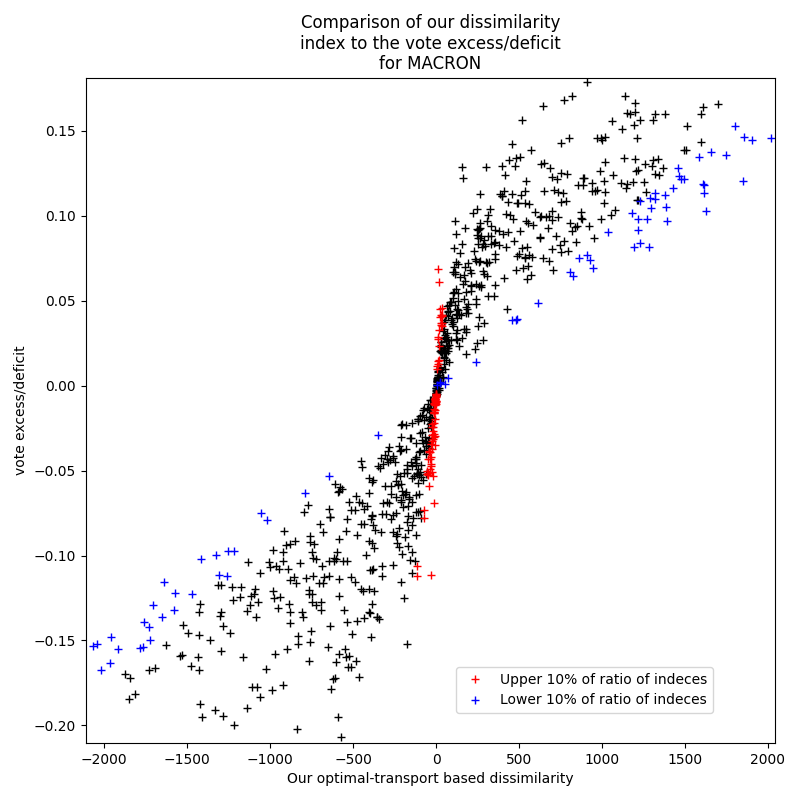 Comparison of our dissimilarity
index to the vote excess/deficit
for MACRON
vote excess/deficit
0.15
0.10
0.05
0.00
−0.05
−0.10
−0.15
−0.20
Upper 10% of ratio of indeces
Lower 10% of ratio of indeces
−2000 −1500 −1000 −500 0 500 1000 1500 2000
Our optimal-transport based dissimilarity